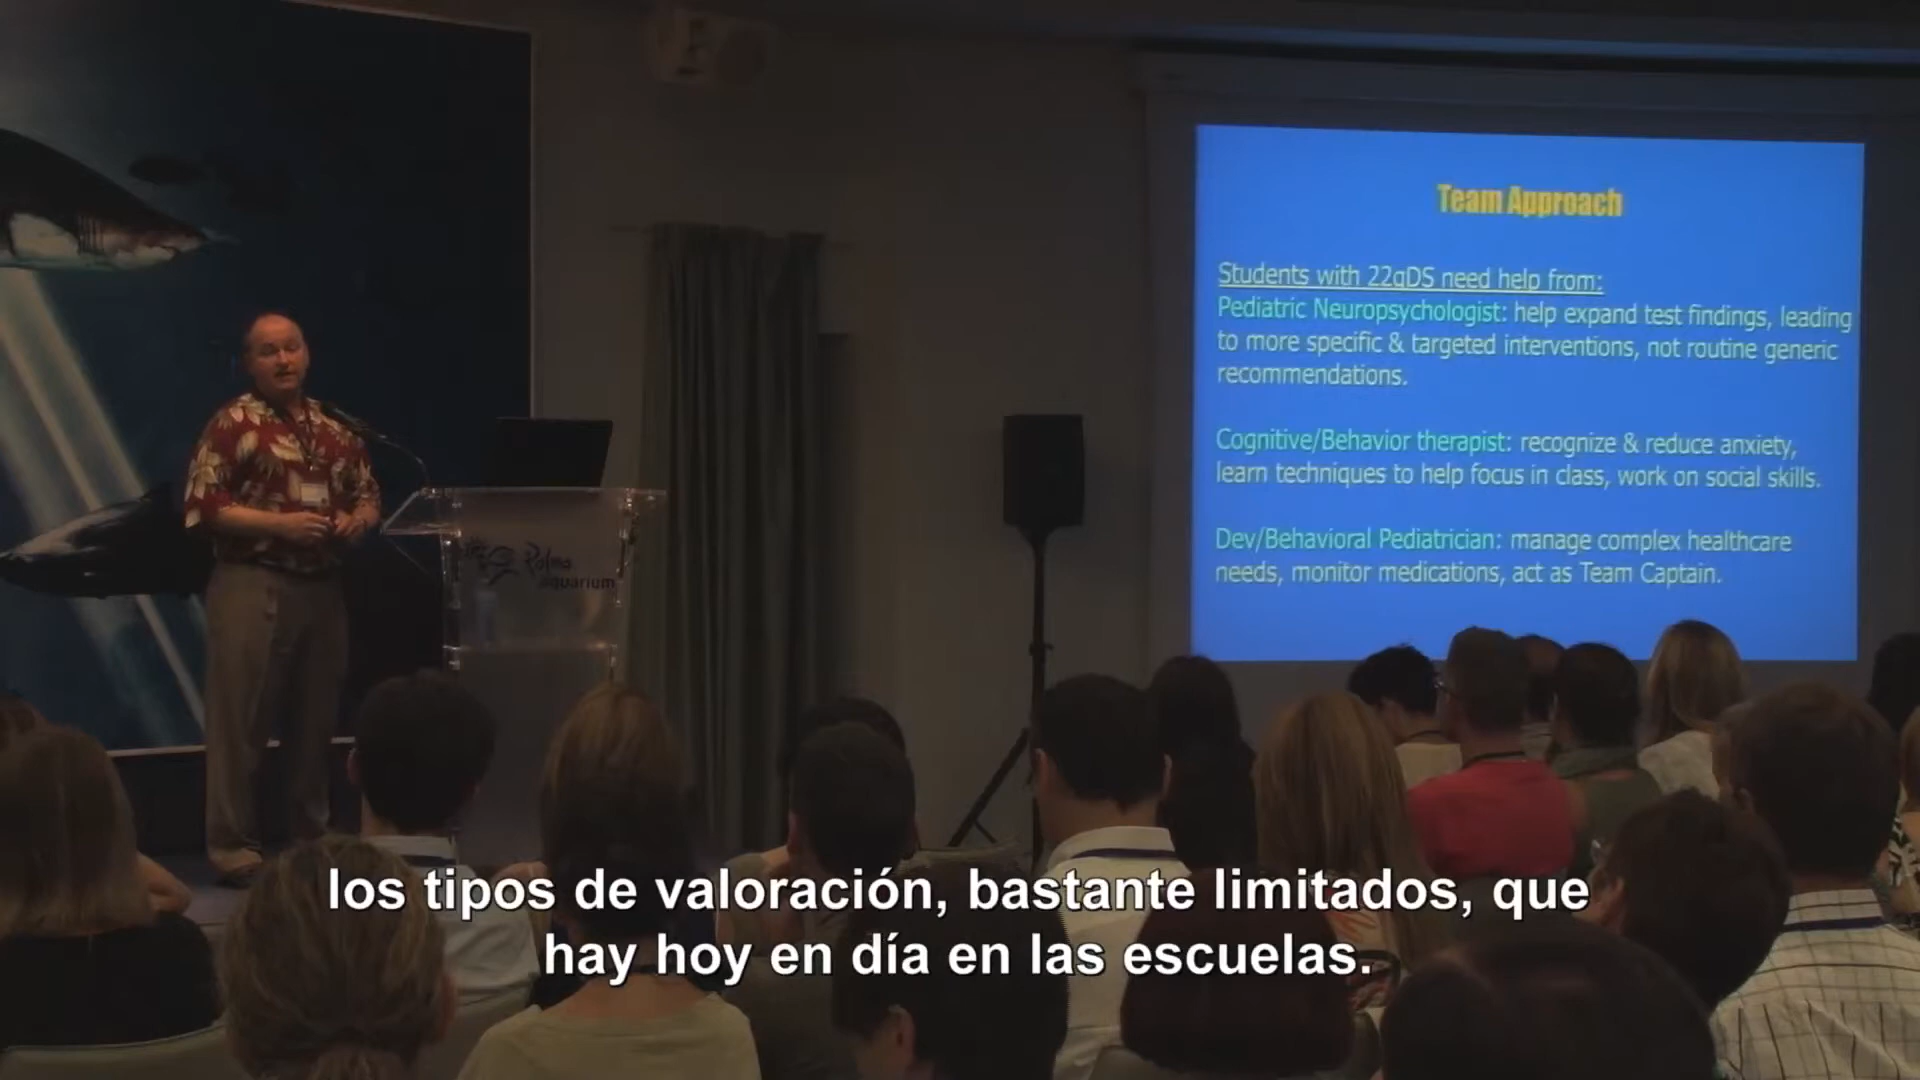 Team Approach
Students with 22qDS need help from:
Pediatric Neuropsychologist: help expand test findings, leading
to more specific & targeted interventions, not routine generic
recommendations.
Cognitive/Behavior therapist: recognize & reduce anxiety,
learn techniques to help focus in class, work on social skills.
Dev/Behavioral Pediatrician: manage complex healthcare
needs, monitor medications, act as Team Captain.
Palma
aquarium
los tipos de valoración, bastante limitados, que
hay hoy en día en las escuelas.